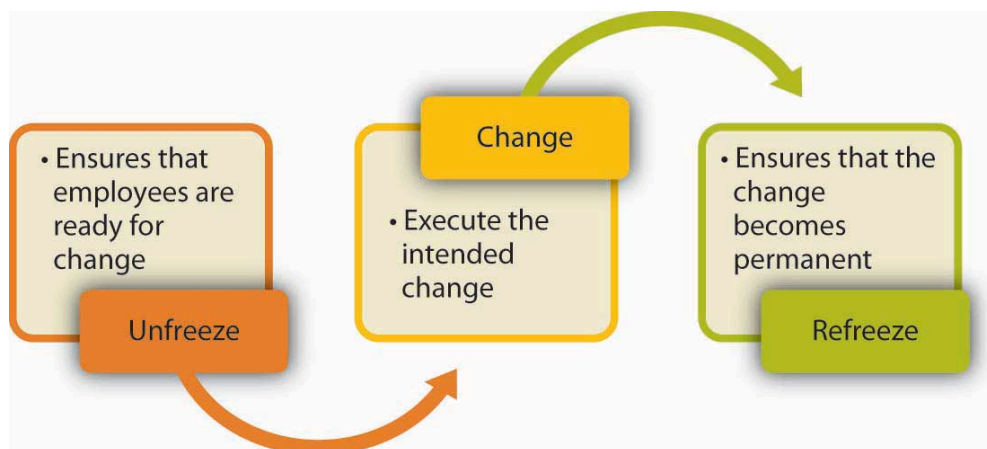 • Ensures that
employees are
ready for
change
Unfreeze
Change
• Execute the
intended
change
• Ensures that the
change
becomes
permanent
Refreeze